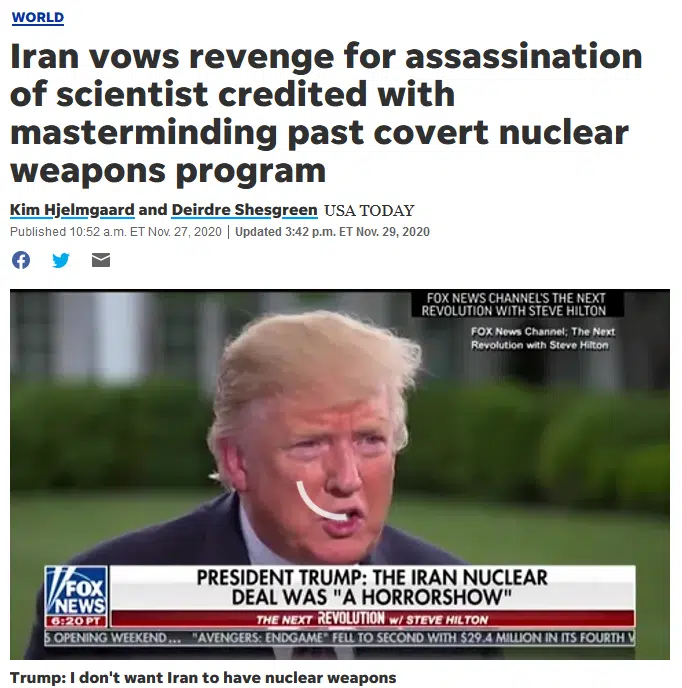 WORLD
Iran vows revenge for assassination
of scientist credited with
masterminding past covert nuclear
weapons program
Kim Hjelmgaard and Deirdre Shesgreen USA TODAY
Published 10:52 a.m. ET Nov. 27, 2020 | Updated 3:42 p.m. ET Nov. 29, 2020
FOX NEWS CHANNEL'S THE NEXT
REVOLUTION WITH STEVE HILTON
FOX News Channel; The Next
Revolution with Steve Hilton
PRESIDENT TRUMP: THE IRAN NUCLEAR
DEAL WAS "A HORRORSHOW"
FOX
NEWS
6:20 PT
THE NEXT REVOLUTION w/ STEVE HILTON
S OPENING WEEKEND... "AVENGERS: ENDGAME" FELL TO SECOND WITH $29.4 MILLION IN ITS FOURTH
Trump: I don't want Iran to have nuclear weapons